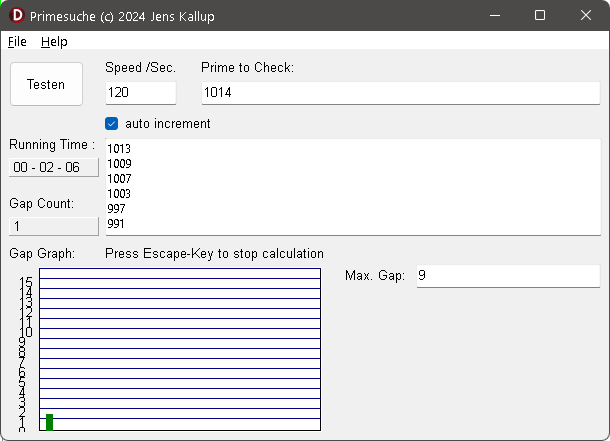 Primesuche (c) 2024 Jens Kallup
File Help
Testen
Speed /Sec.
120
Prime to Check:
1014
auto increment
Running Time :
00 - 02 - 06
Gap Count:
1
1013
1009
1007
1003
997
991
Gap Graph:
Press Escape-Key to stop calculation
Max. Gap:
9
15
14
13
12
11
10
9
8
7
6
5
4
3
2
1
0